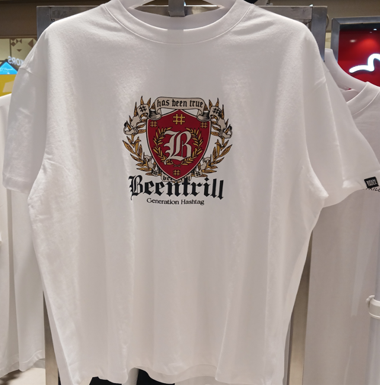 has been true
#
B
Beentrill
Generation Hashtag